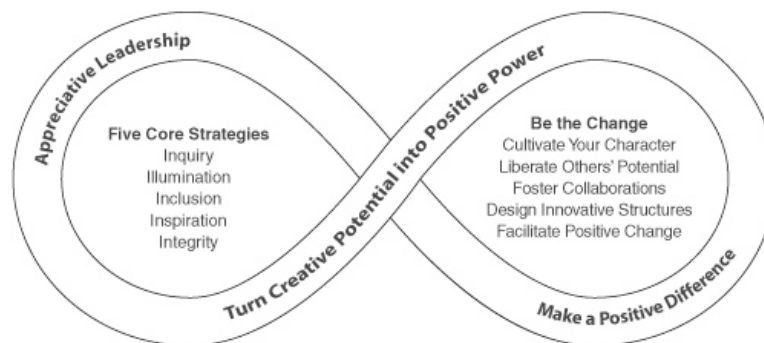 Appreciative Leadership
Five Core Strategies
Inquiry
Illumination
Inclusion
Inspiration
Integrity
Turn Creative Potential into Positive Power
Be the Change
Cultivate Your Character
Liberate Others' Potential
Foster Collaborations
Design Innovative Structures
Facilitate Positive Change
Make a Positive Difference